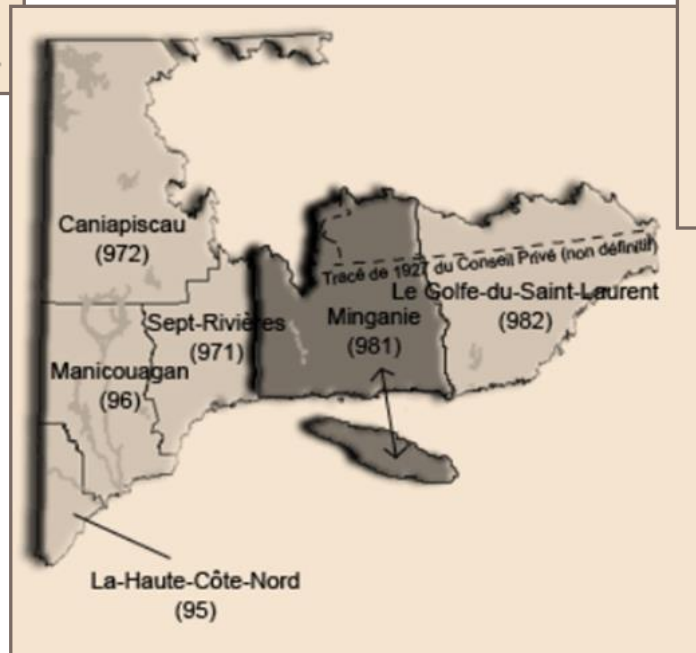 Caniapiscau
(972)
Tracé de 1927 du Conseil Privé (non définitif)
Le Golfe-du-Saint-Laurent
(982)
Sept-Rivières
(971)
Minganie
(981)
Manicouagan
(96)
La-Haute-Côte-Nord
(95)